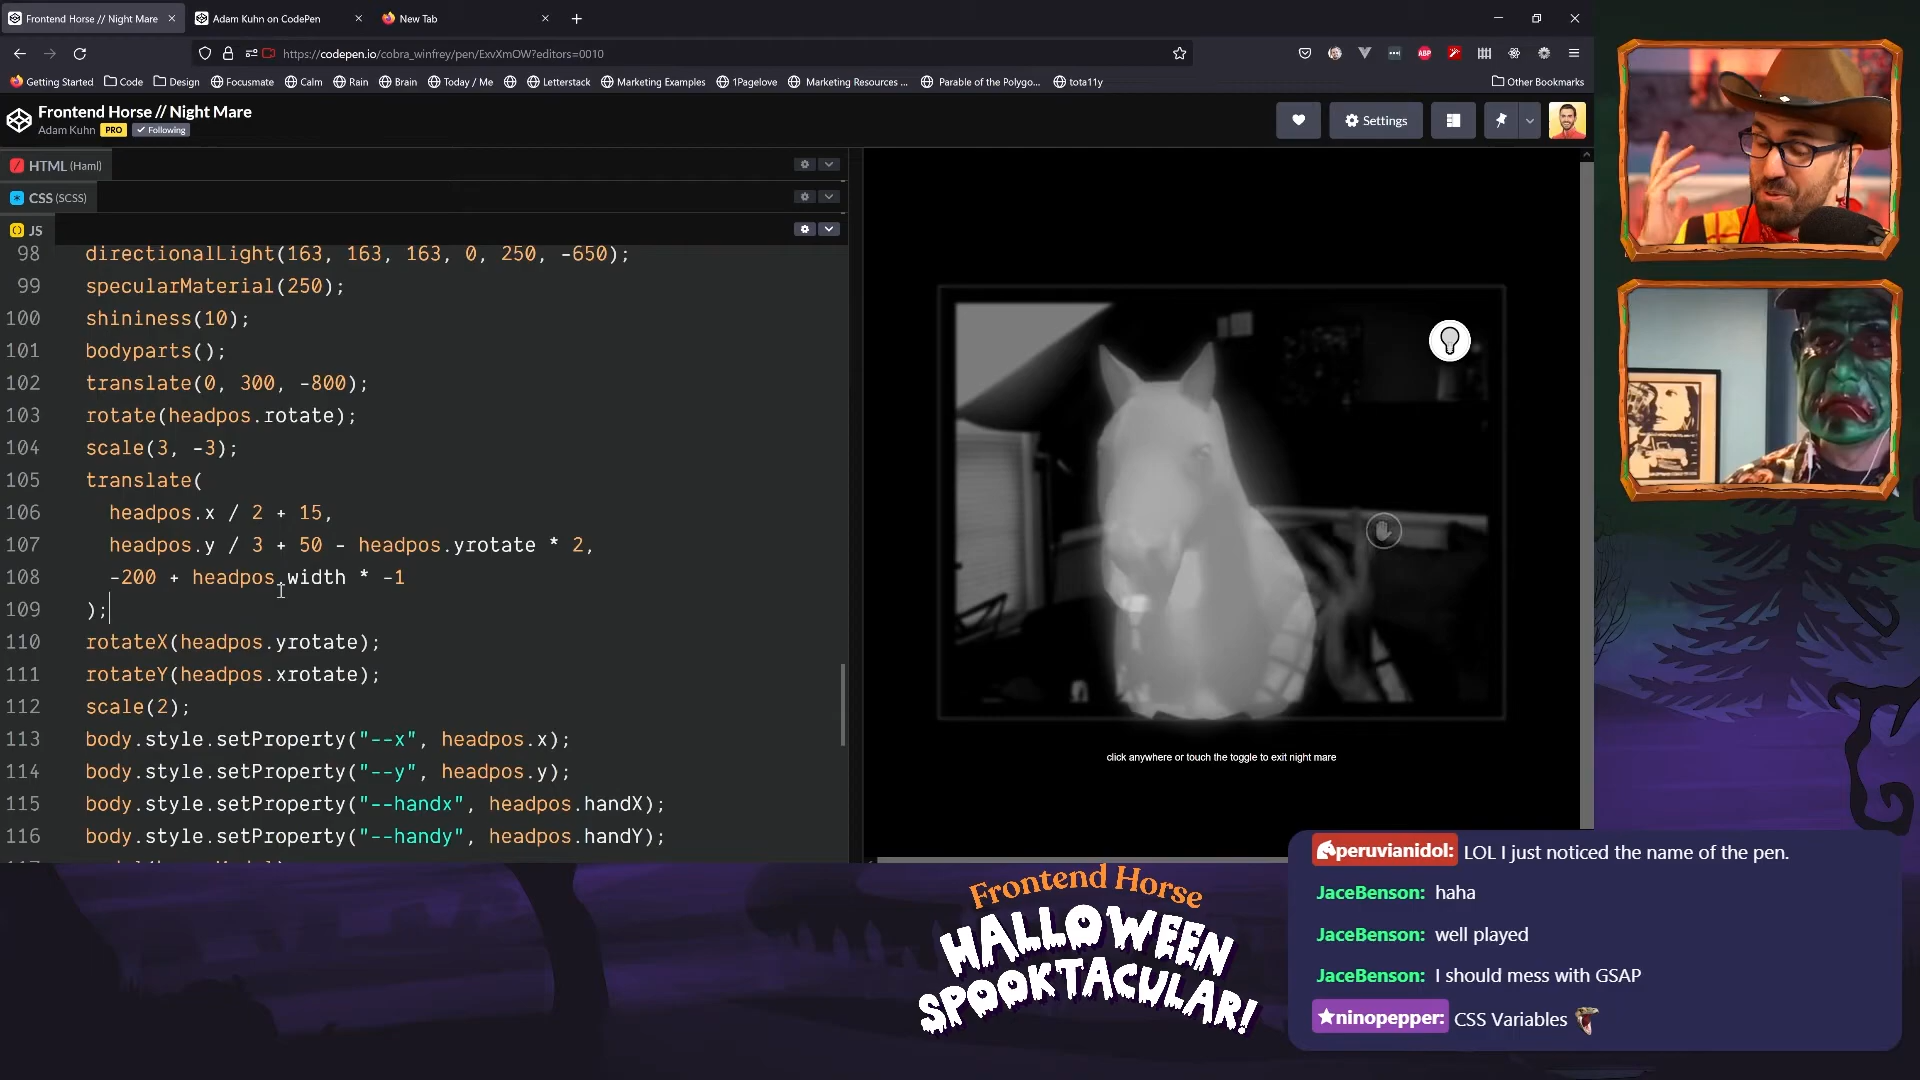 Frontend Horse // Night Mare
Adam Kuhn on CodePen
New Tab
https://codepen.io/cobra_winfrey/pen/ExvXmOW?editors=0010
ABP
Getting Started
Code
Design
Focusmate
Calm
Rain
Brain
Today / Me
Letterstack
Marketing Examples
1Pagelove
Marketing Resources ...
Parable of the Polygo...
tota11y
Other Bookmarks
Frontend Horse // Night Mare
Adam Kuhn PRO ✓ Following
Settings
HTML (Haml)
CSS (SCSS)
JS
98 directionalLight(163, 163, 163, 0, 250, -650);
99 specularMaterial(250);
100 shininess(10);
101 bodyparts();
102 translate(0, 300, -800);
103 rotate(headpos.rotate);
104 scale(3, -3);
105 translate(
106 headpos.x / 2 + 15,
107 headpos.y / 3 + 50 - headpos.yrotate * 2,
108 -200 + headpos.width * -1
109 );
110 rotateX(headpos.yrotate);
111 rotateY(headpos.xrotate);
112 scale(2);
113 body.style.setProperty("--x", headpos.x);
114 body.style.setProperty("--y", headpos.y);
115 body.style.setProperty("--handx", headpos.handX);
116 body.style.setProperty("--handy", headpos.handY);
click anywhere or touch the toggle to exit night mare
Frontend Horse
HALLOWEEN
SPOOKTACULAR!
peruvianidol: LOL I just noticed the name of the pen.
JaceBenson: haha
JaceBenson: well played
JaceBenson: I should mess with GSAP
ninopepper: CSS Variables